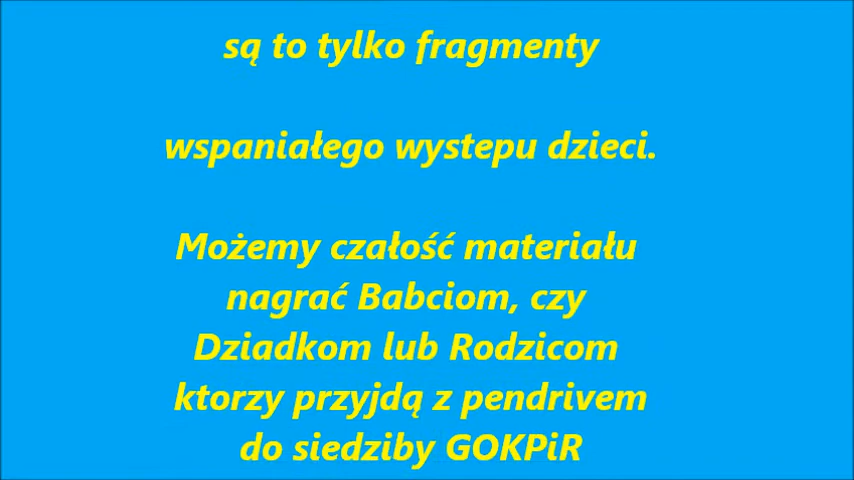 są to tylko fragmenty
wspaniałego wystepu dzieci.
Możemy czałość materiału
nagrać Babciom, czy
Dziadkom lub Rodzicom
ktorzy przyjdą z pendrivem
do siedziby GOKPiR